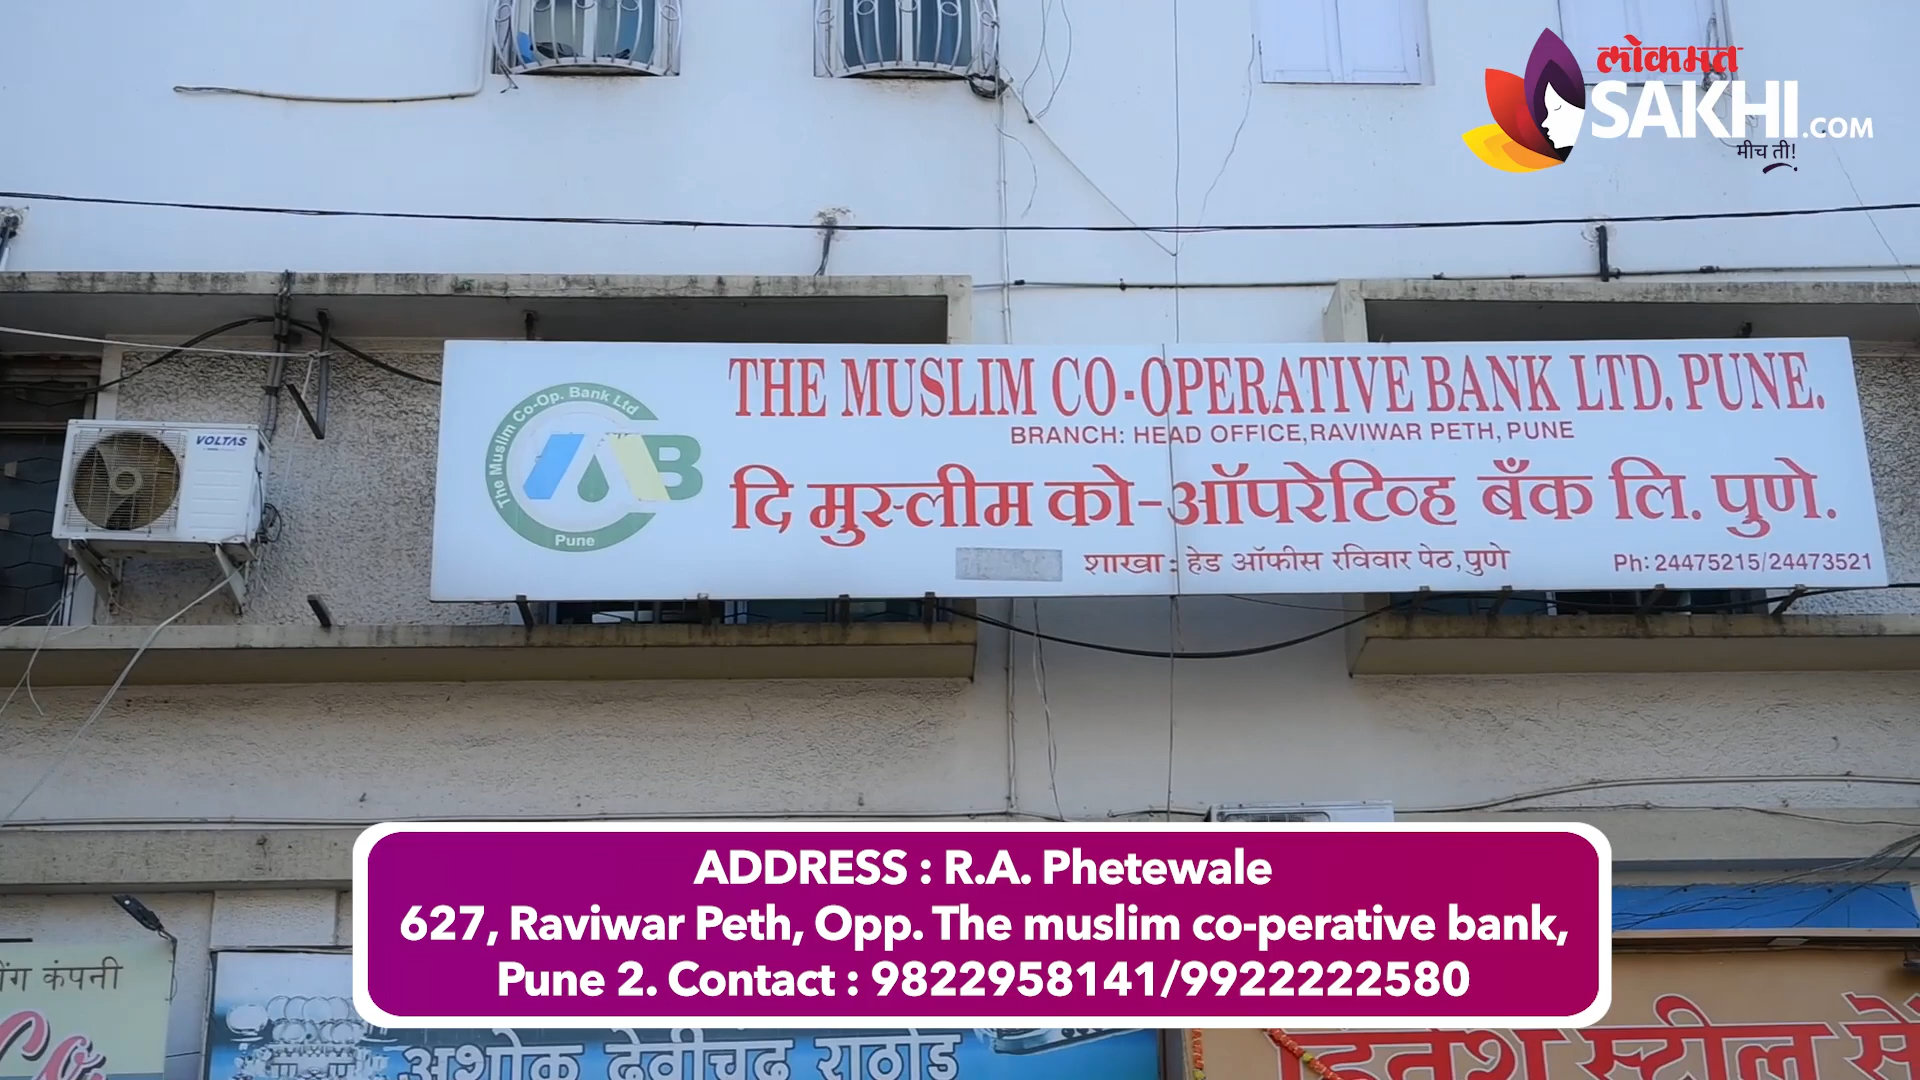 लोकमत
SAKHI.COM
मीच ती!
THE MUSLIM CO-OPERATIVE BANK LTD. PUNE.
BRANCH: HEAD OFFICE, RAVIWAR PETH, PUNE
The Muslim Co-Op. Bank Ltd
Pune
दि मुस्लीम को-ऑपरेटिव्ह बँक लि. पुणे.
शाखा : हेड ऑफीस रविवार पेठ, पुणे
Ph: 24475215/24473521
VOLTAS
ADDRESS : R.A. Phetewale
627, Raviwar Peth, Opp. The muslim co-perative bank,
Pune 2. Contact : 9822958141/9922222580
कंपनी
Co.
अशोक देवीचंद राठोड
स्टील